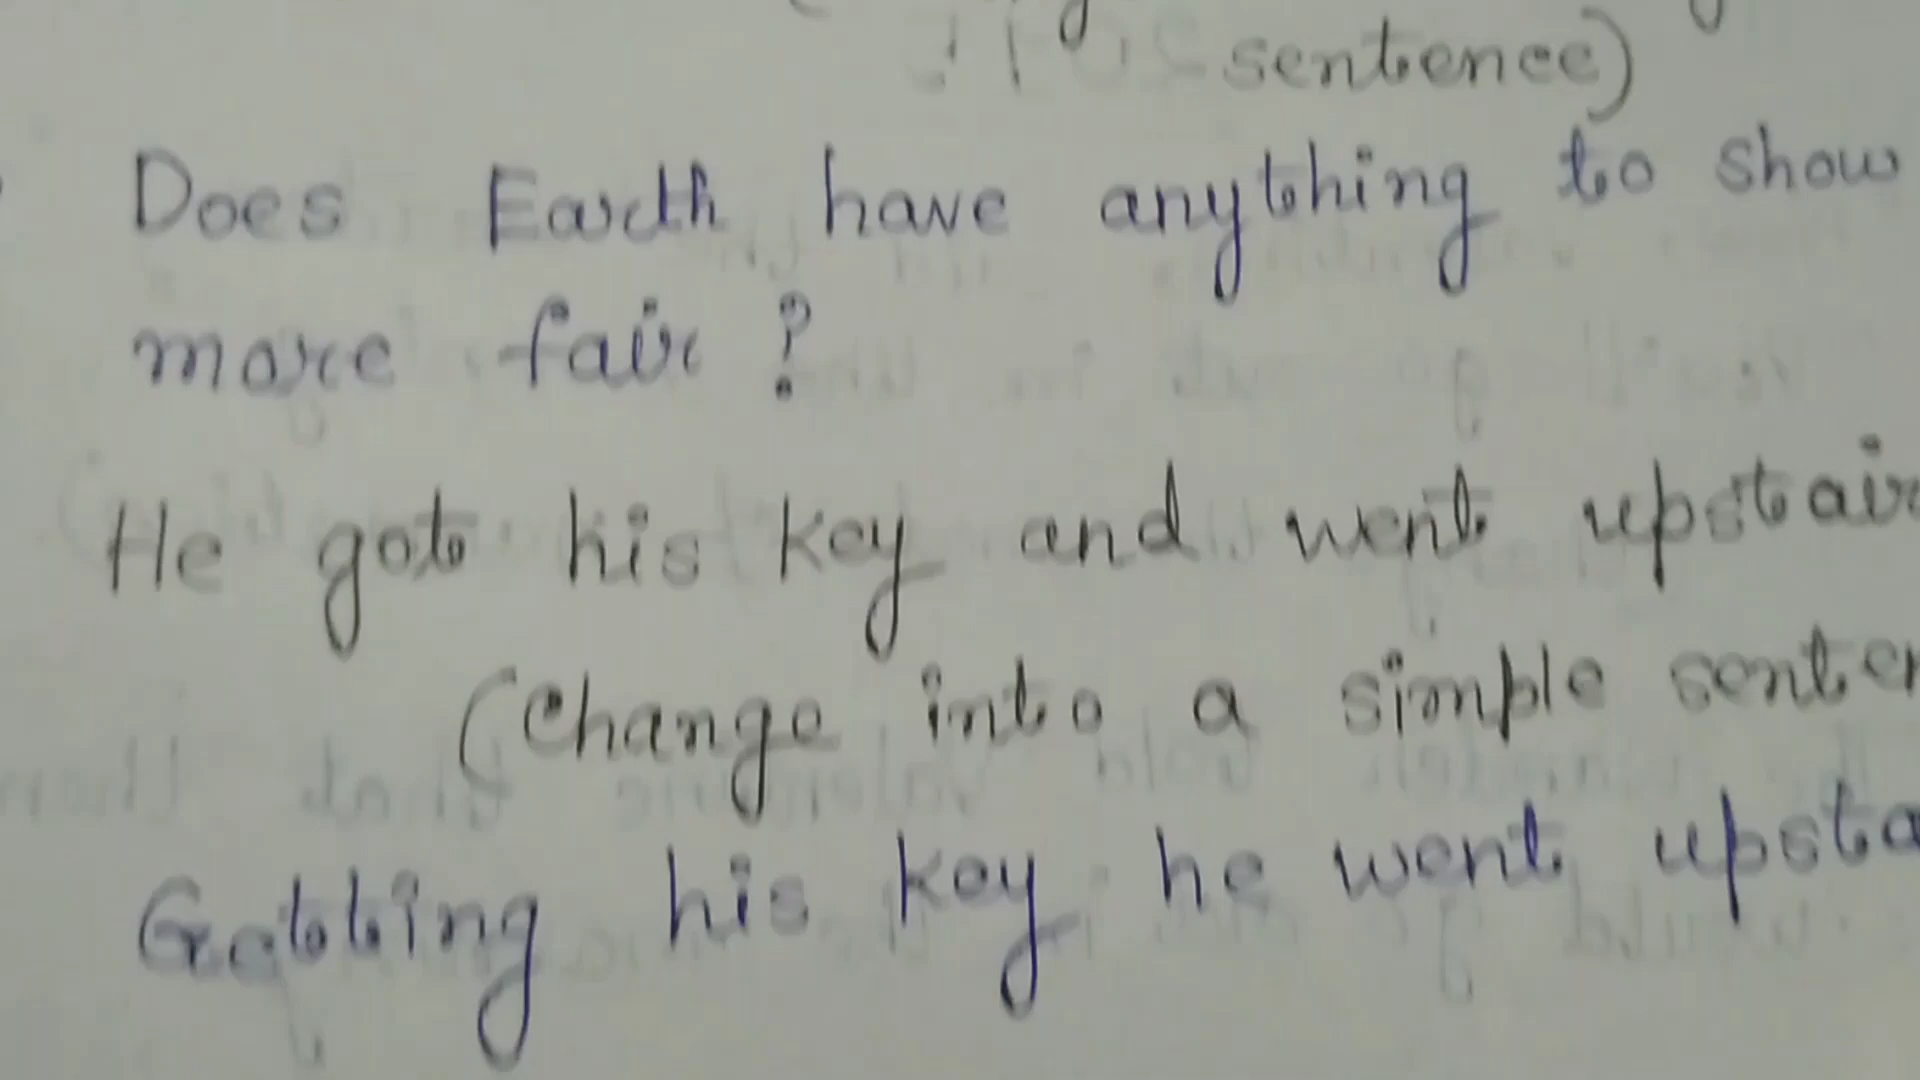 sentence)
Does Earth have anything to show
more fair ?
He got his key and went upstair
(Change into a simple senten
Getting his key he went upsta